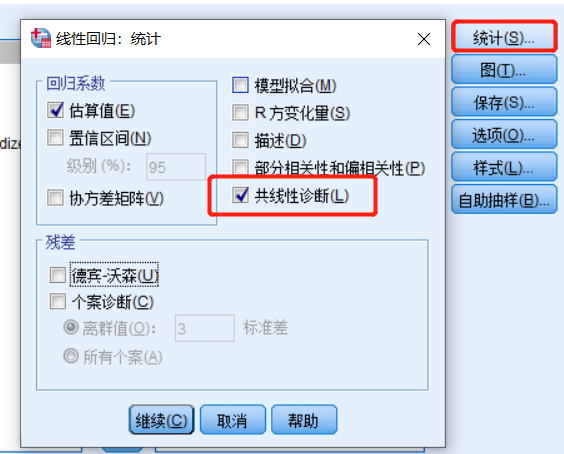 线性回归：统计
回归系数
估算值(E)
置信区间(N)
级别 (%)： 95
协方差矩阵(V)
模型拟合(M)
R 方变化量(S)
描述(D)
部分相关性和偏相关性(P)
共线性诊断(L)
残差
德宾-沃森(U)
个案诊断(C)
离群值(O)： 3 标准差
所有个案(A)
继续(C) 取消 帮助
统计(S)...
图(T)...
保存(S)...
选项(O)...
样式(L)...
自助抽样(B)...
dize